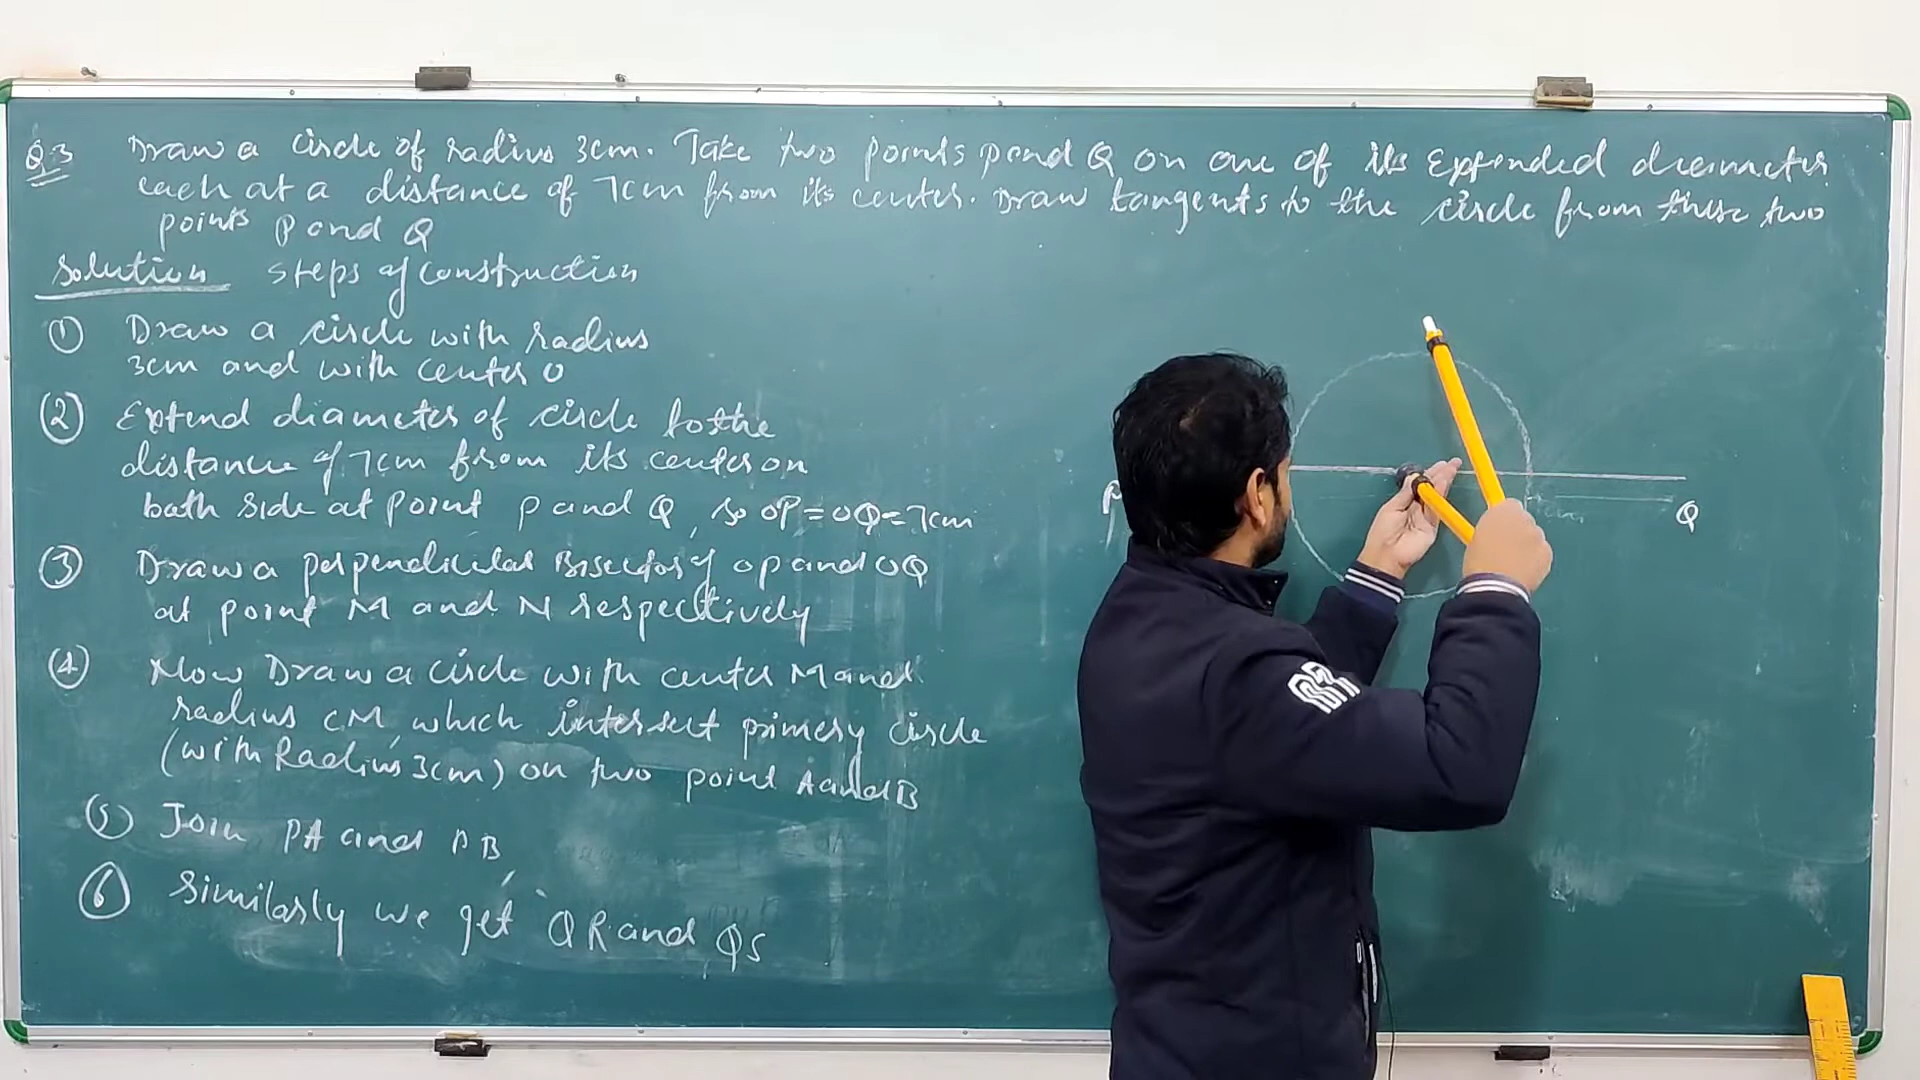 Q.3 Draw a circle of radius 3cm. Take two points P and Q on one of its Extended diameter
each at a distance of 7cm from its center. Draw tangents to the circle from these two
points P and Q
Solution Steps of construction
① Draw a circle with radius
3cm and with center O
② Extend diameter of circle to the
distance of 7cm from its center on
both side at point P and Q, so OP=OQ=7cm
③ Draw a perpendicular Bisector of OP and OQ
at point M and N respectively
④ Now Draw a circle with center M and
radius CM, which intersect primery circle
(with Radius 3cm) on two point A and B
⑤ Join PA and PB
⑥ Similarly we get QR and QS
P
Q